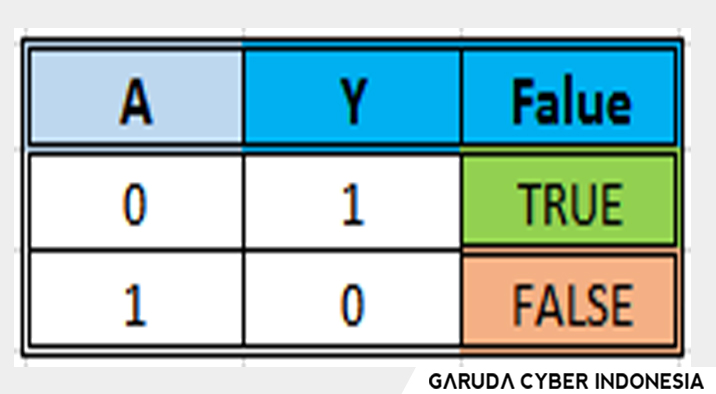 A Y Falue
0 1 TRUE
1 0 FALSE
GARUDA CYBER INDONESIA